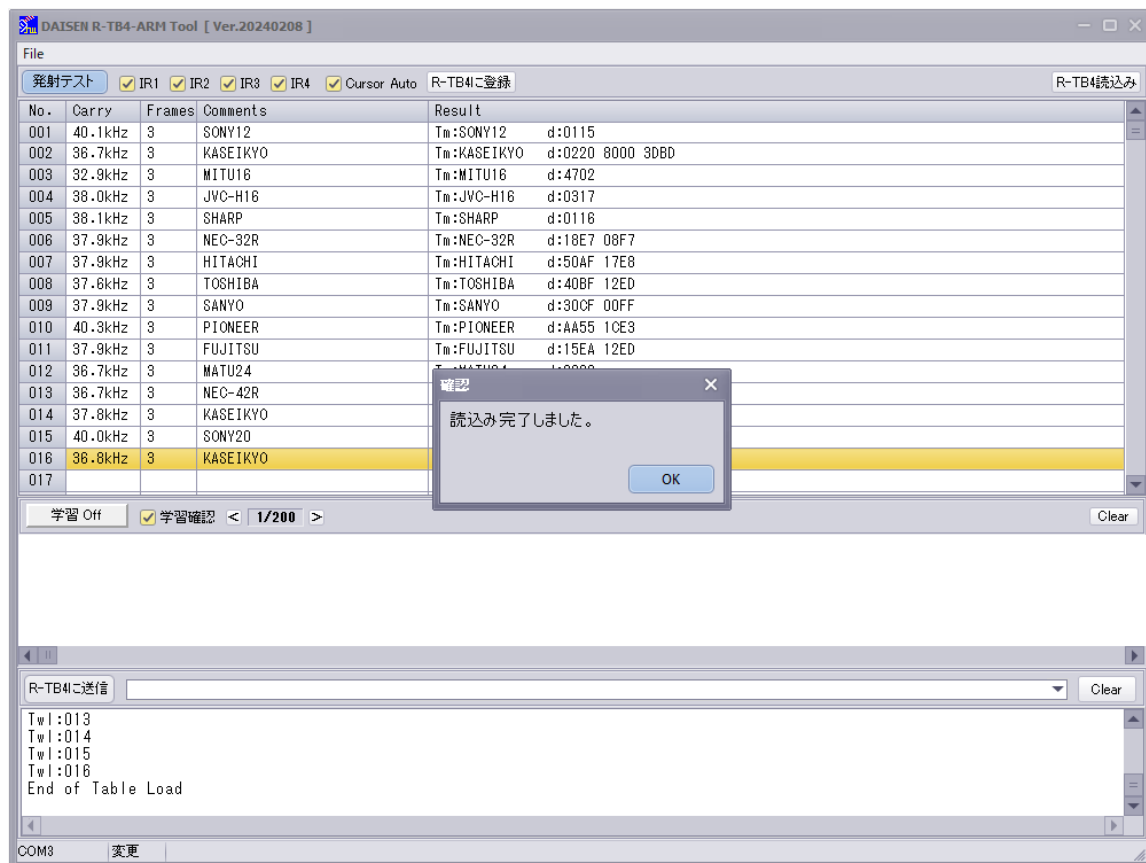 DAISEN R-TB4-ARM Tool [ Ver.20240208 ]
File
発射テスト IR1 IR2 IR3 IR4 Cursor Auto R-TB4に登録 R-TB4読込み
No. Carry Frames Comments Result
001 40.1kHz 3 SONY12 Tm:SONY12 d:0115
002 36.7kHz 3 KASEIKYO Tm:KASEIKYO d:0220 8000 3DBD
003 32.9kHz 3 MITU16 Tm:MITU16 d:4702
004 38.0kHz 3 JVC-H16 Tm:JVC-H16 d:0317
005 38.1kHz 3 SHARP Tm:SHARP d:0116
006 37.9kHz 3 NEC-32R Tm:NEC-32R d:18E7 08F7
007 37.9kHz 3 HITACHI Tm:HITACHI d:50AF 17E8
008 37.6kHz 3 TOSHIBA Tm:TOSHIBA d:40BF 12ED
009 37.9kHz 3 SANYO Tm:SANYO d:30CF 00FF
010 40.3kHz 3 PIONEER Tm:PIONEER d:AA55 1CE3
011 37.9kHz 3 FUJITSU Tm:FUJITSU d:15EA 12ED
012 36.7kHz 3 MATU24
013 36.7kHz 3 NEC-42R
014 37.8kHz 3 KASEIKYO
015 40.0kHz 3 SONY20
016 36.8kHz 3 KASEIKYO
017
確認
読込み完了しました。
OK
学習 Off 学習確認 < 1/200 > Clear
R-TB4に送信 Clear
Twl:013
Twl:014
Twl:015
Twl:016
End of Table Load
COM3 変更